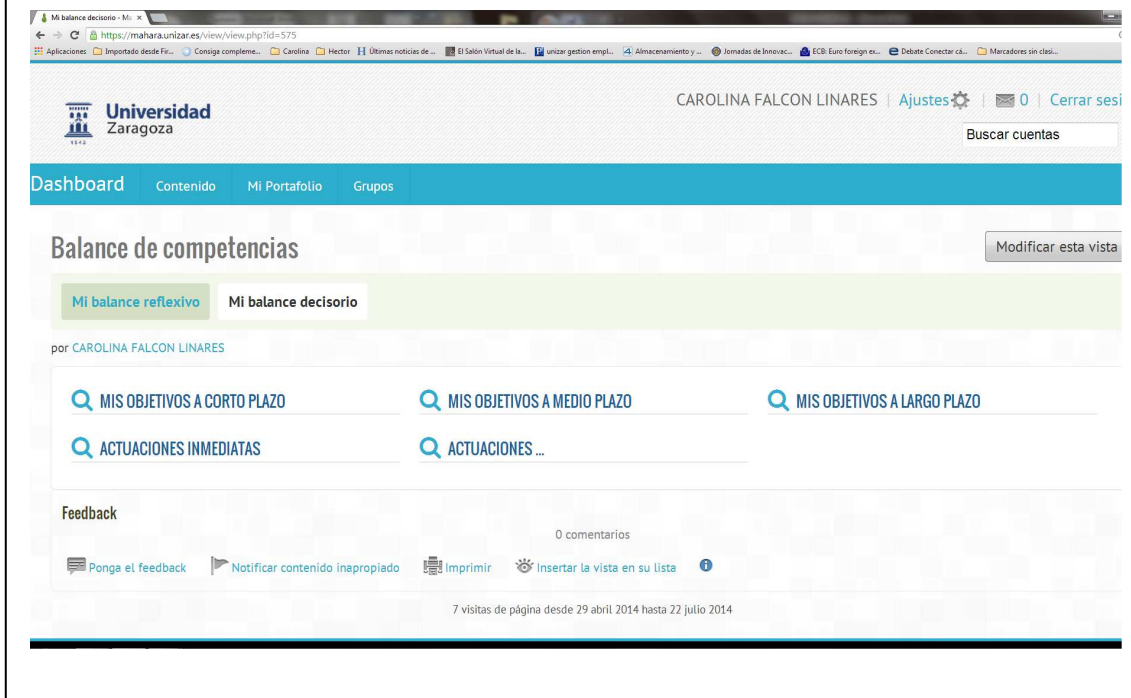 Mi balance decisorio - Ma
https://mahara.unizar.es/view/view.php?id=575
Aplicaciones Importado desde Fir... Consiga compleme... Carolina Hector Últimas noticias de ... El Salón Virtual de la... unizar gestion empl... Almacenamiento y ... Jornadas de Innovac... ECB: Euro foreign ex... Debate Conectar cá... Marcadores sin clasi...
CAROLINA FALCON LINARES | Ajustes | 0 | Cerrar sesi
Universidad
Zaragoza
1542
Buscar cuentas
Dashboard Contenido Mi Portafolio Grupos
Balance de competencias
Modificar esta vista
Mi balance reflexivo Mi balance decisorio
por CAROLINA FALCON LINARES
MIS OBJETIVOS A CORTO PLAZO MIS OBJETIVOS A MEDIO PLAZO MIS OBJETIVOS A LARGO PLAZO
ACTUACIONES INMEDIATAS ACTUACIONES ...
Feedback
0 comentarios
Ponga el feedback Notificar contenido inapropiado Imprimir Insertar la vista en su lista
7 visitas de página desde 29 abril 2014 hasta 22 julio 2014